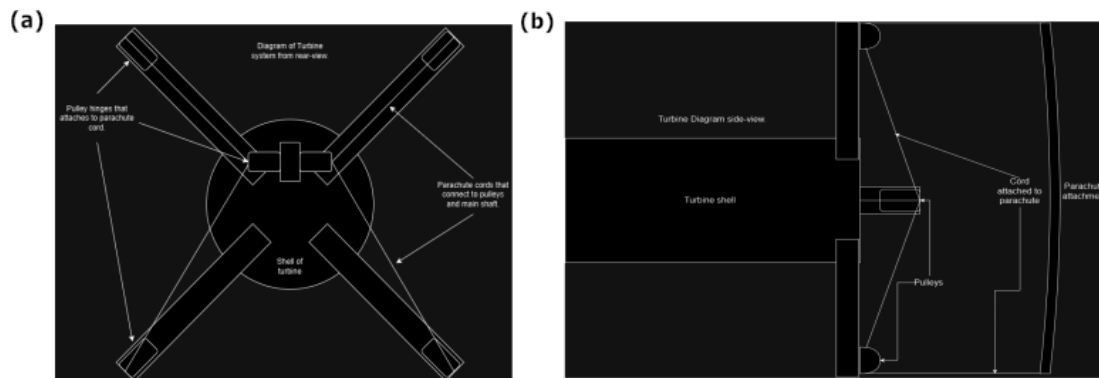 (a)
Diagram of Turbine
system from rear-view.
Pulley hinges that
attaches to parachute
cord.
Parachute cords that
connect to pulleys
and main shaft.
Shell of
turbine
(b)
Turbine Diagram side-view.
Turbine shell
Cord
attached to
parachute
Parachut
attachm
Pulleys